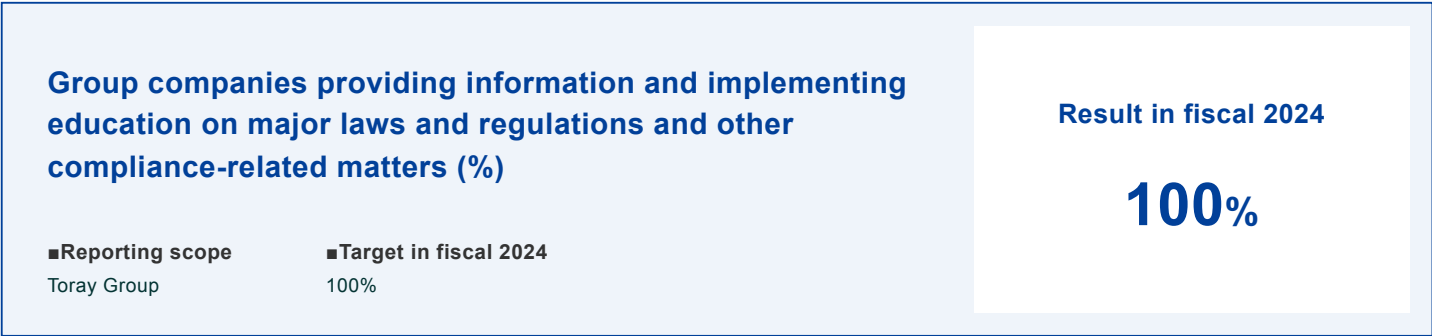 Group companies providing information and implementing
education on major laws and regulations and other
compliance-related matters (%)
■Reporting scope
Toray Group
■Target in fiscal 2024
100%
Result in fiscal 2024
100%